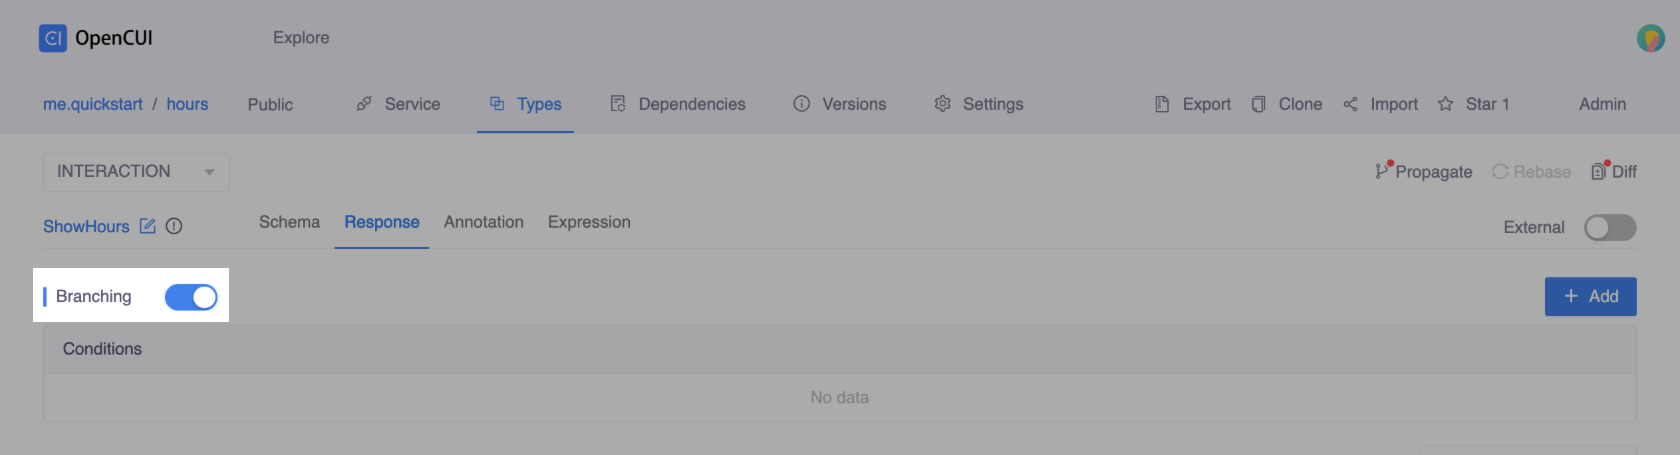 OpenCUI Explore
me.quickstart / hours Public Service Types Dependencies Versions Settings Export Clone Import Star 1 Admin
INTERACTION Propagate Rebase Diff
ShowHours Schema Response Annotation Expression External
Branching + Add
Conditions
No data